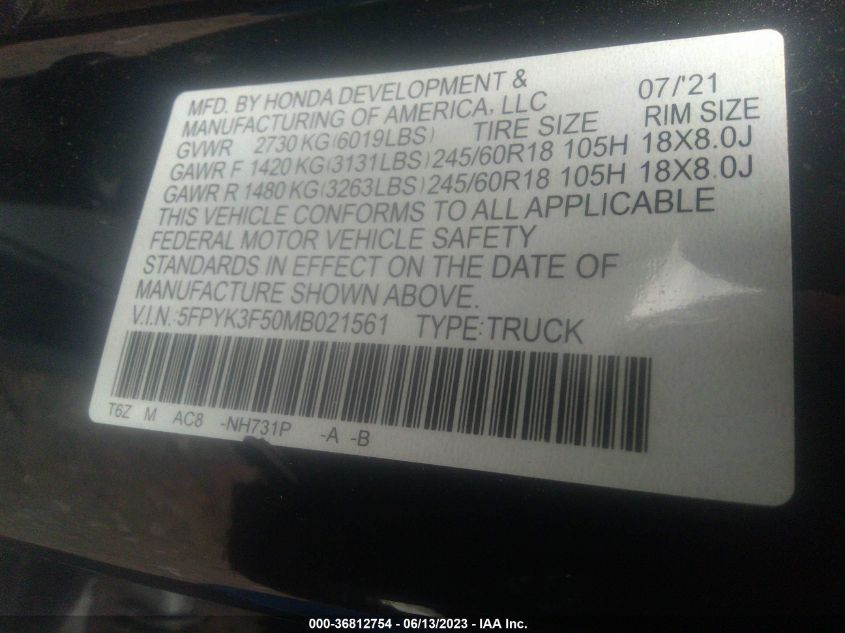 MFD. BY HONDA DEVELOPMENT & 07/'21
MANUFACTURING OF AMERICA, LLC
GVWR 2730 KG(6019LBS) TIRE SIZE RIM SIZE
GAWR F 1420 KG(3131LBS) 245/60R18 105H 18X8.0J
GAWR R 1480 KG(3263LBS) 245/60R18 105H 18X8.0J
THIS VEHICLE CONFORMS TO ALL APPLICABLE
FEDERAL MOTOR VEHICLE SAFETY
STANDARDS IN EFFECT ON THE DATE OF
MANUFACTURE SHOWN ABOVE.
V.I.N.:5FPYK3F50MB021561 TYPE:TRUCK
T6Z M AC8 -NH731P -A -B
000-36812754 - 06/13/2023 - IAA Inc.